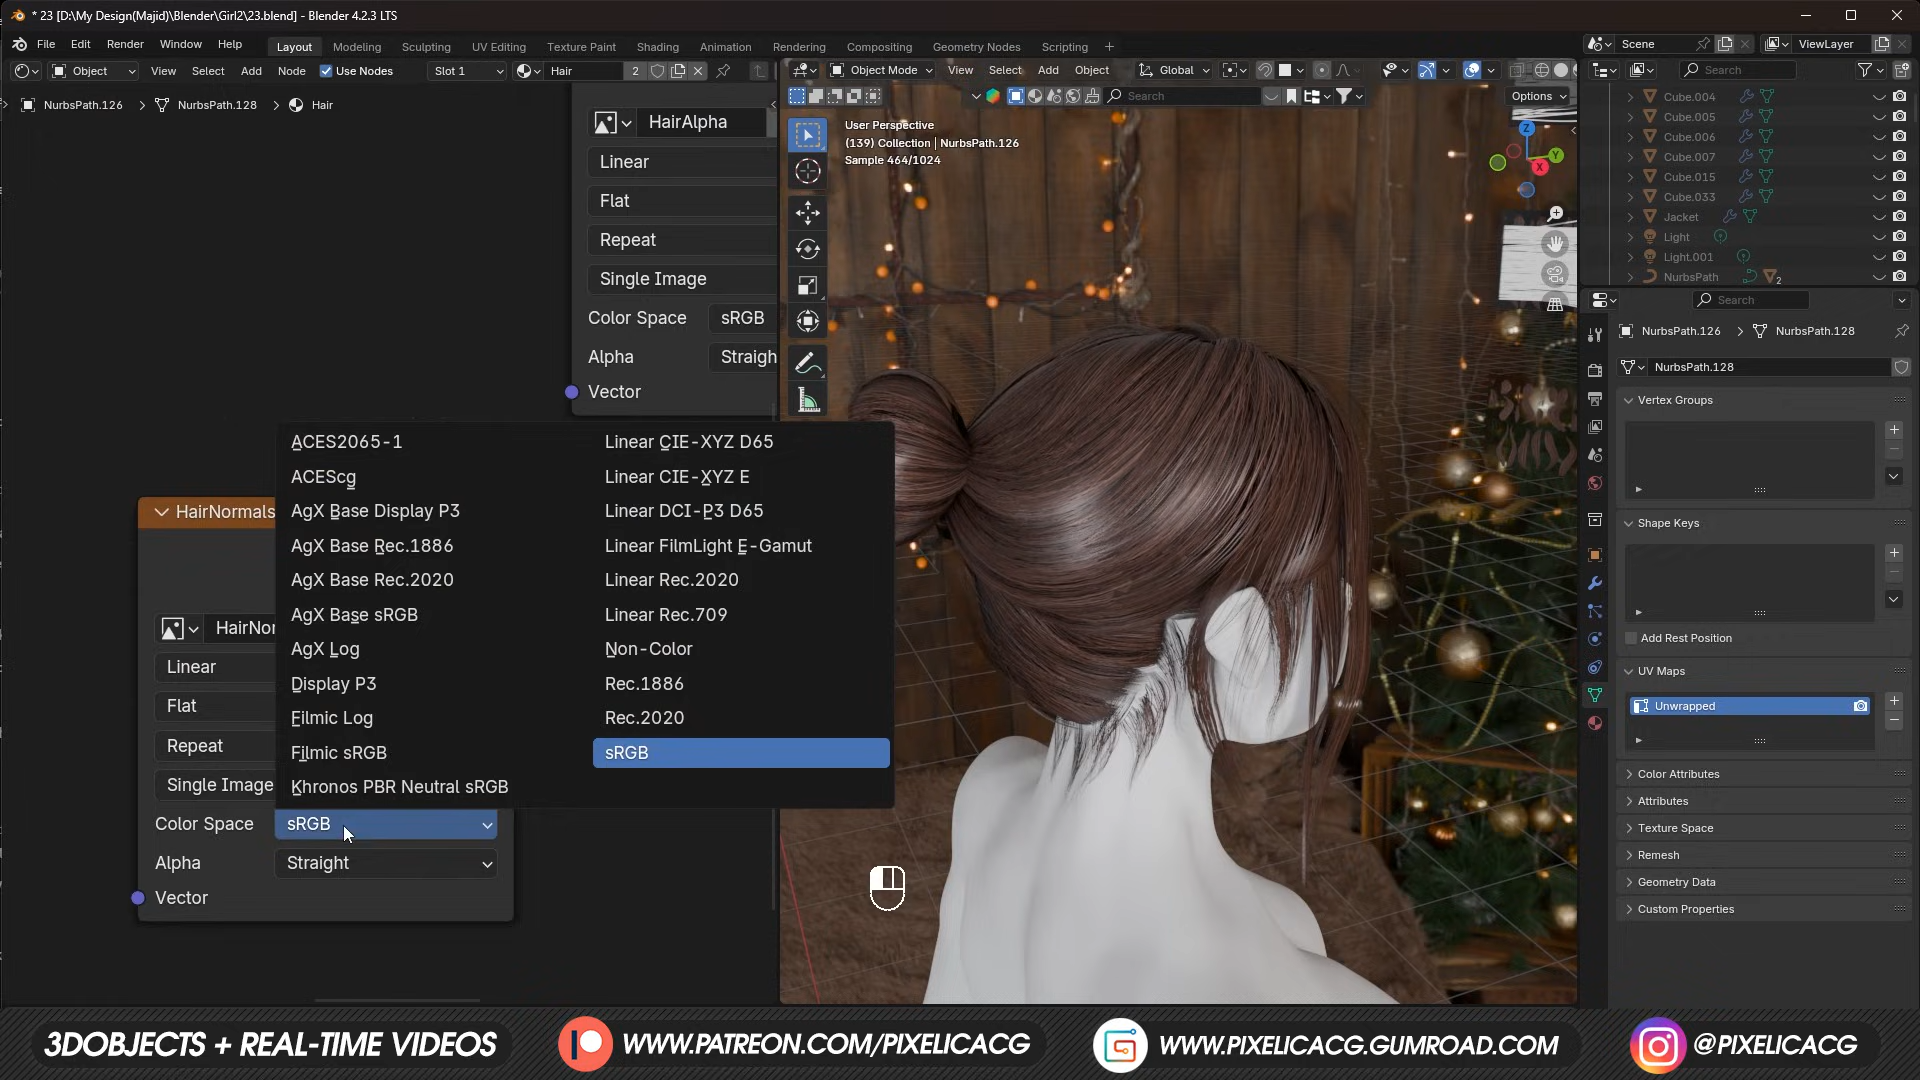 * 23 [D:\My Design(Majid)\Blender\Girl2\23.blend] - Blender 4.2.3 LTS
File Edit Render Window Help Layout Modeling Sculpting UV Editing Texture Paint Shading Animation Rendering Compositing Geometry Nodes Scripting +
Scene ViewLayer
Object View Select Add Node Use Nodes Slot 1 Hair 2
Object Mode View Select Add Object Global
Search
NurbsPath.126 > NurbsPath.128 > Hair
Search
Options
User Perspective
(139) Collection | NurbsPath.126
Sample 464/1024
Z
Y
X
HairAlpha
Linear
Flat
Repeat
Single Image
Color Space sRGB
Alpha Straigh
Vector
HairNormals
HairNor
Linear
Flat
Repeat
Single Image
Color Space sRGB
Alpha Straight
Vector
ACES2065-1
ACEScg
AgX Base Display P3
AgX Base Rec.1886
AgX Base Rec.2020
AgX Base sRGB
AgX Log
Display P3
Filmic Log
Filmic sRGB
Khronos PBR Neutral sRGB
Linear CIE-XYZ D65
Linear CIE-XYZ E
Linear DCI-P3 D65
Linear FilmLight E-Gamut
Linear Rec.2020
Linear Rec.709
Non-Color
Rec.1886
Rec.2020
sRGB
Cube.004
Cube.005
Cube.006
Cube.007
Cube.015
Cube.033
Jacket
Light
Light.001
NurbsPath 2
Search
NurbsPath.126 > NurbsPath.128
NurbsPath.128
Vertex Groups
Shape Keys
Add Rest Position
UV Maps
Unwrapped
Color Attributes
Attributes
Texture Space
Remesh
Geometry Data
Custom Properties
3DOBJECTS + REAL-TIME VIDEOS
WWW.PATREON.COM/PIXELICACG
WWW.PIXELICACG.GUMROAD.COM
@PIXELICACG